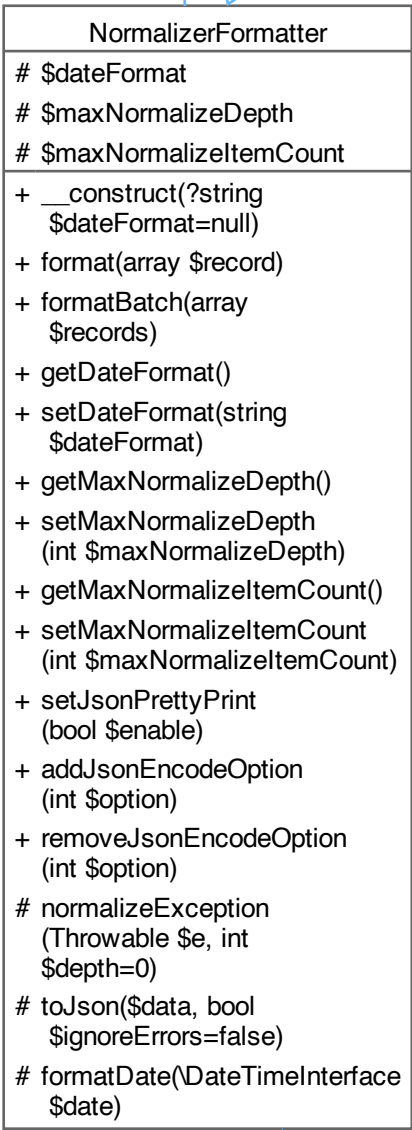 NormalizerFormatter
# $dateFormat
# $maxNormalizeDepth
# $maxNormalizeItemCount
+ __construct(?string
$dateFormat=null)
+ format(array $record)
+ formatBatch(array
$records)
+ getDateFormat()
+ setDateFormat(string
$dateFormat)
+ getMaxNormalizeDepth()
+ setMaxNormalizeDepth
(int $maxNormalizeDepth)
+ getMaxNormalizeItemCount()
+ setMaxNormalizeItemCount
(int $maxNormalizeItemCount)
+ setJsonPrettyPrint
(bool $enable)
+ addJsonEncodeOption
(int $option)
+ removeJsonEncodeOption
(int $option)
# normalizeException
(Throwable $e, int
$depth=0)
# toJson($data, bool
$ignoreErrors=false)
# formatDate(\DateTimeInterface
$date)